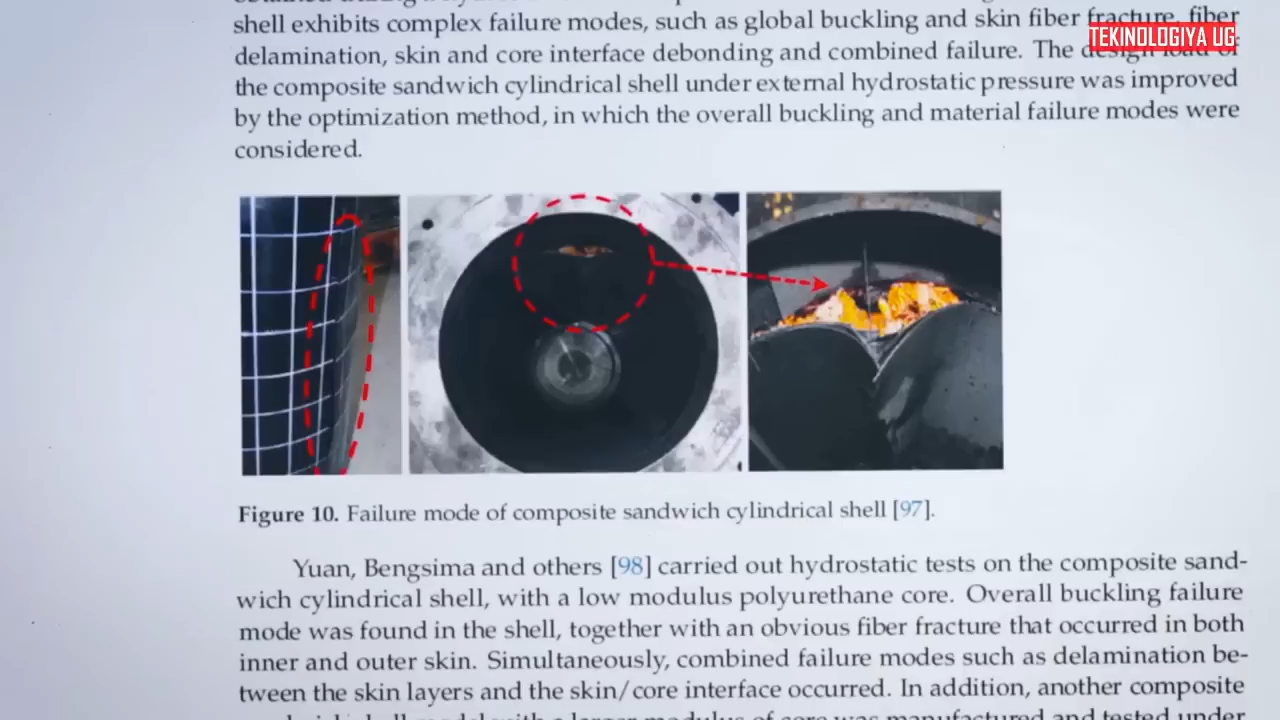 shell exhibits complex failure modes, such as global buckling and skin fiber fracture, fiber
TEKINOLOGIYA UG
delamination, skin and core interface debonding and combined failure. The design load of
the composite sandwich cylindrical shell under external hydrostatic pressure was improved
by the optimization method, in which the overall buckling and material failure modes were
considered.
Figure 10. Failure mode of composite sandwich cylindrical shell [97].
Yuan, Bengsima and others [98] carried out hydrostatic tests on the composite sand-
wich cylindrical shell, with a low modulus polyurethane core. Overall buckling failure
mode was found in the shell, together with an obvious fiber fracture that occurred in both
inner and outer skin. Simultaneously, combined failure modes such as delamination be-
tween the skin layers and the skin/core interface occurred. In addition, another composite